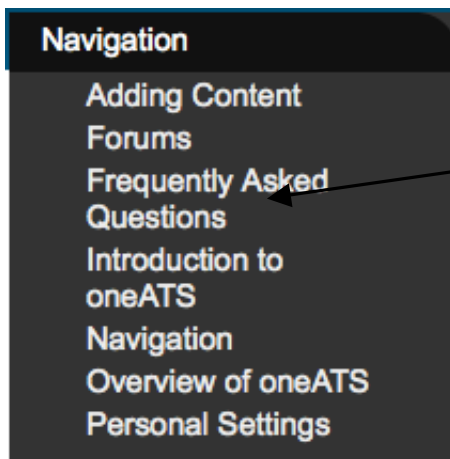 Navigation
Adding Content
Forums
Frequently Asked
Questions
Introduction to
oneATS
Navigation
Overview of oneATS
Personal Settings